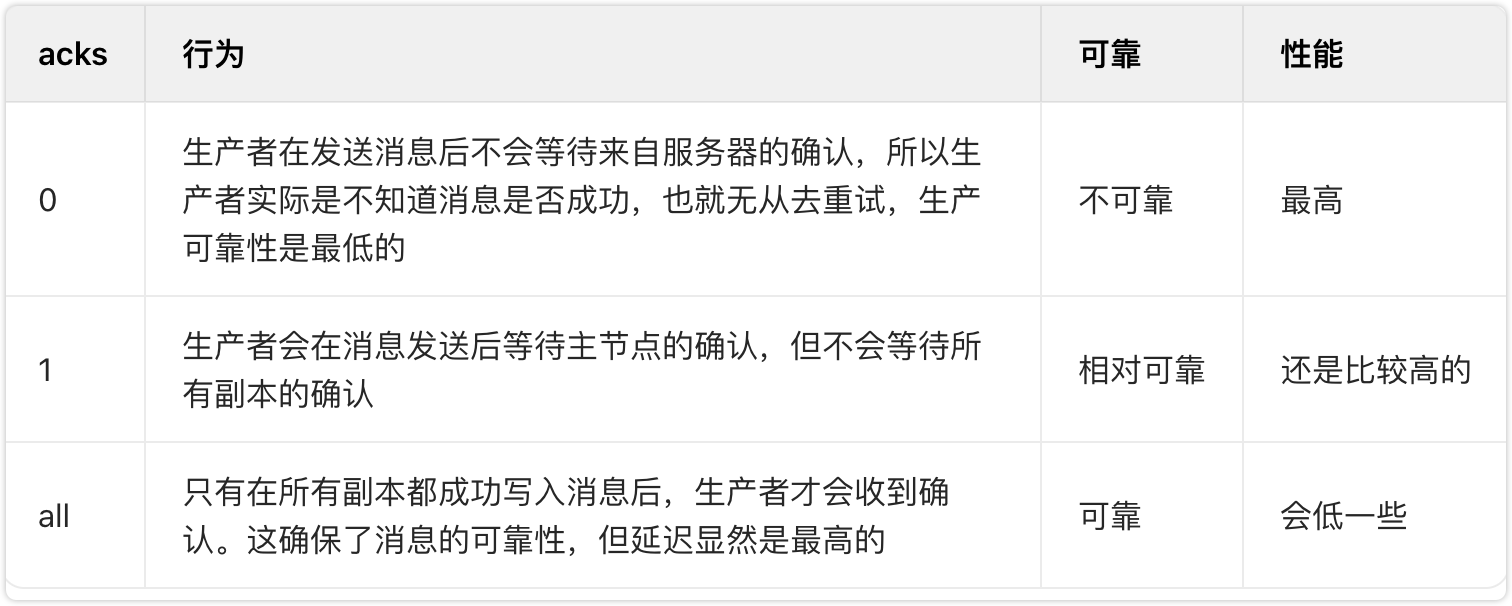 acks 行为 可靠 性能
0 生产者在发送消息后不会等待来自服务器的确认，所以生
产者实际是不知道消息是否成功，也就无从去重试，生产
可靠性是最低的
不可靠 最高
1 生产者会在消息发送后等待主节点的确认，但不会等待所
有副本的确认
相对可靠 还是比较高的
all 只有在所有副本都成功写入消息后，生产者才会收到确
认。这确保了消息的可靠性，但延迟显然是最高的
可靠 会低一些